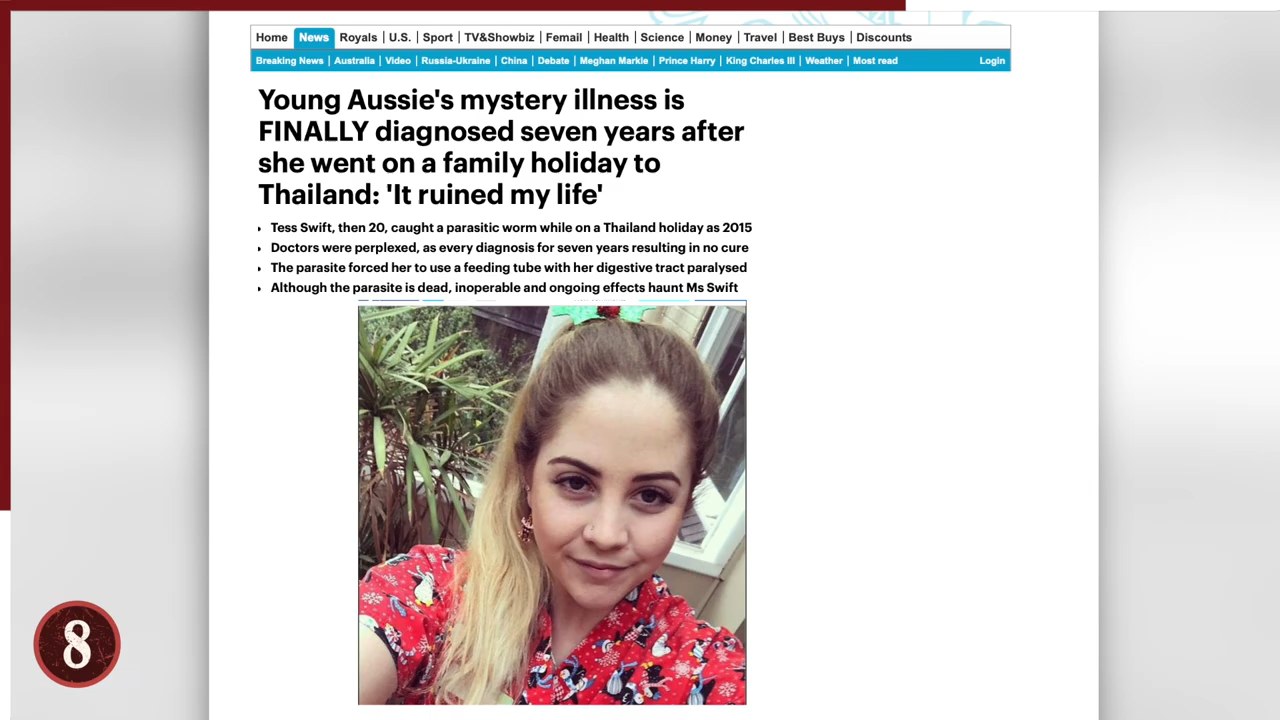 Home News Royals U.S. Sport TV&Showbiz Femail Health Science Money Travel Best Buys Discounts
Breaking News Australia Video Russia-Ukraine China Debate Meghan Markle Prince Harry King Charles III Weather Most read Login
Young Aussie's mystery illness is
FINALLY diagnosed seven years after
she went on a family holiday to
Thailand: 'It ruined my life'
Tess Swift, then 20, caught a parasitic worm while on a Thailand holiday as 2015
Doctors were perplexed, as every diagnosis for seven years resulting in no cure
The parasite forced her to use a feeding tube with her digestive tract paralysed
Although the parasite is dead, inoperable and ongoing effects haunt Ms Swift
8